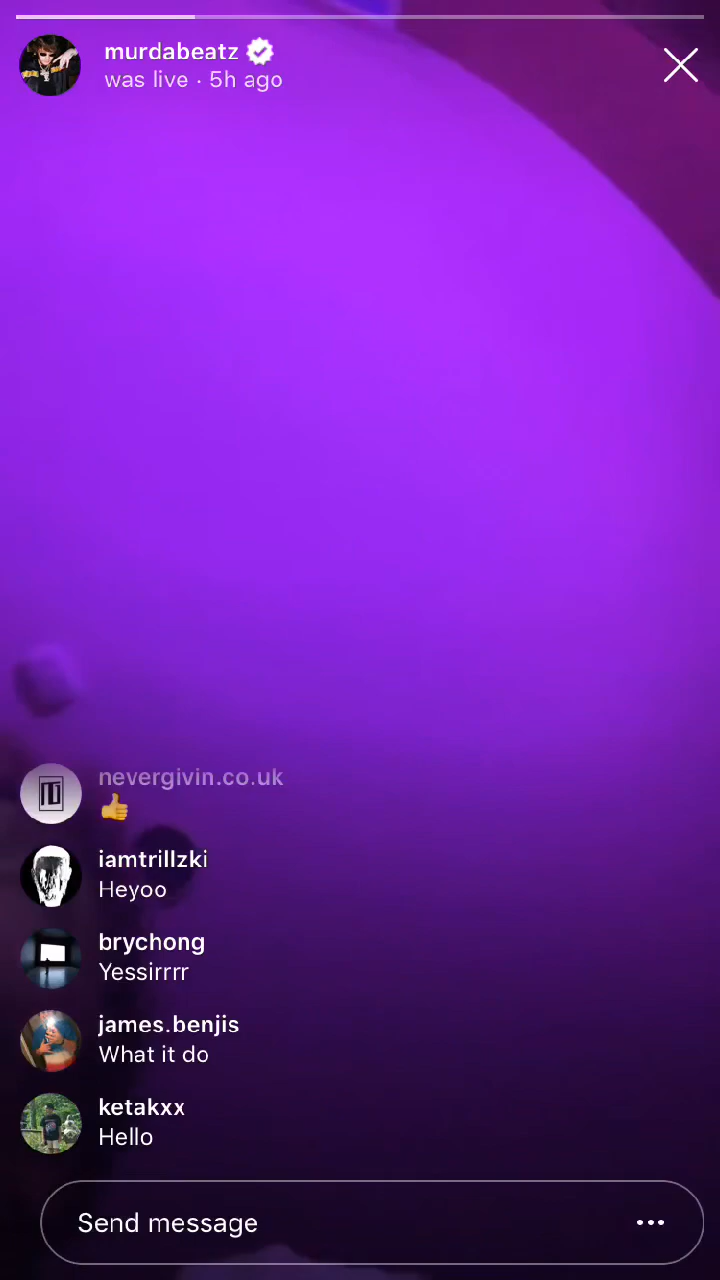 murdabeatz
was live · 5h ago
nevergivin.co.uk
👍
iamtrillzki
Heyoo
brychong
Yessirrrr
james.benjis
What it do
ketakxx
Hello
Send message